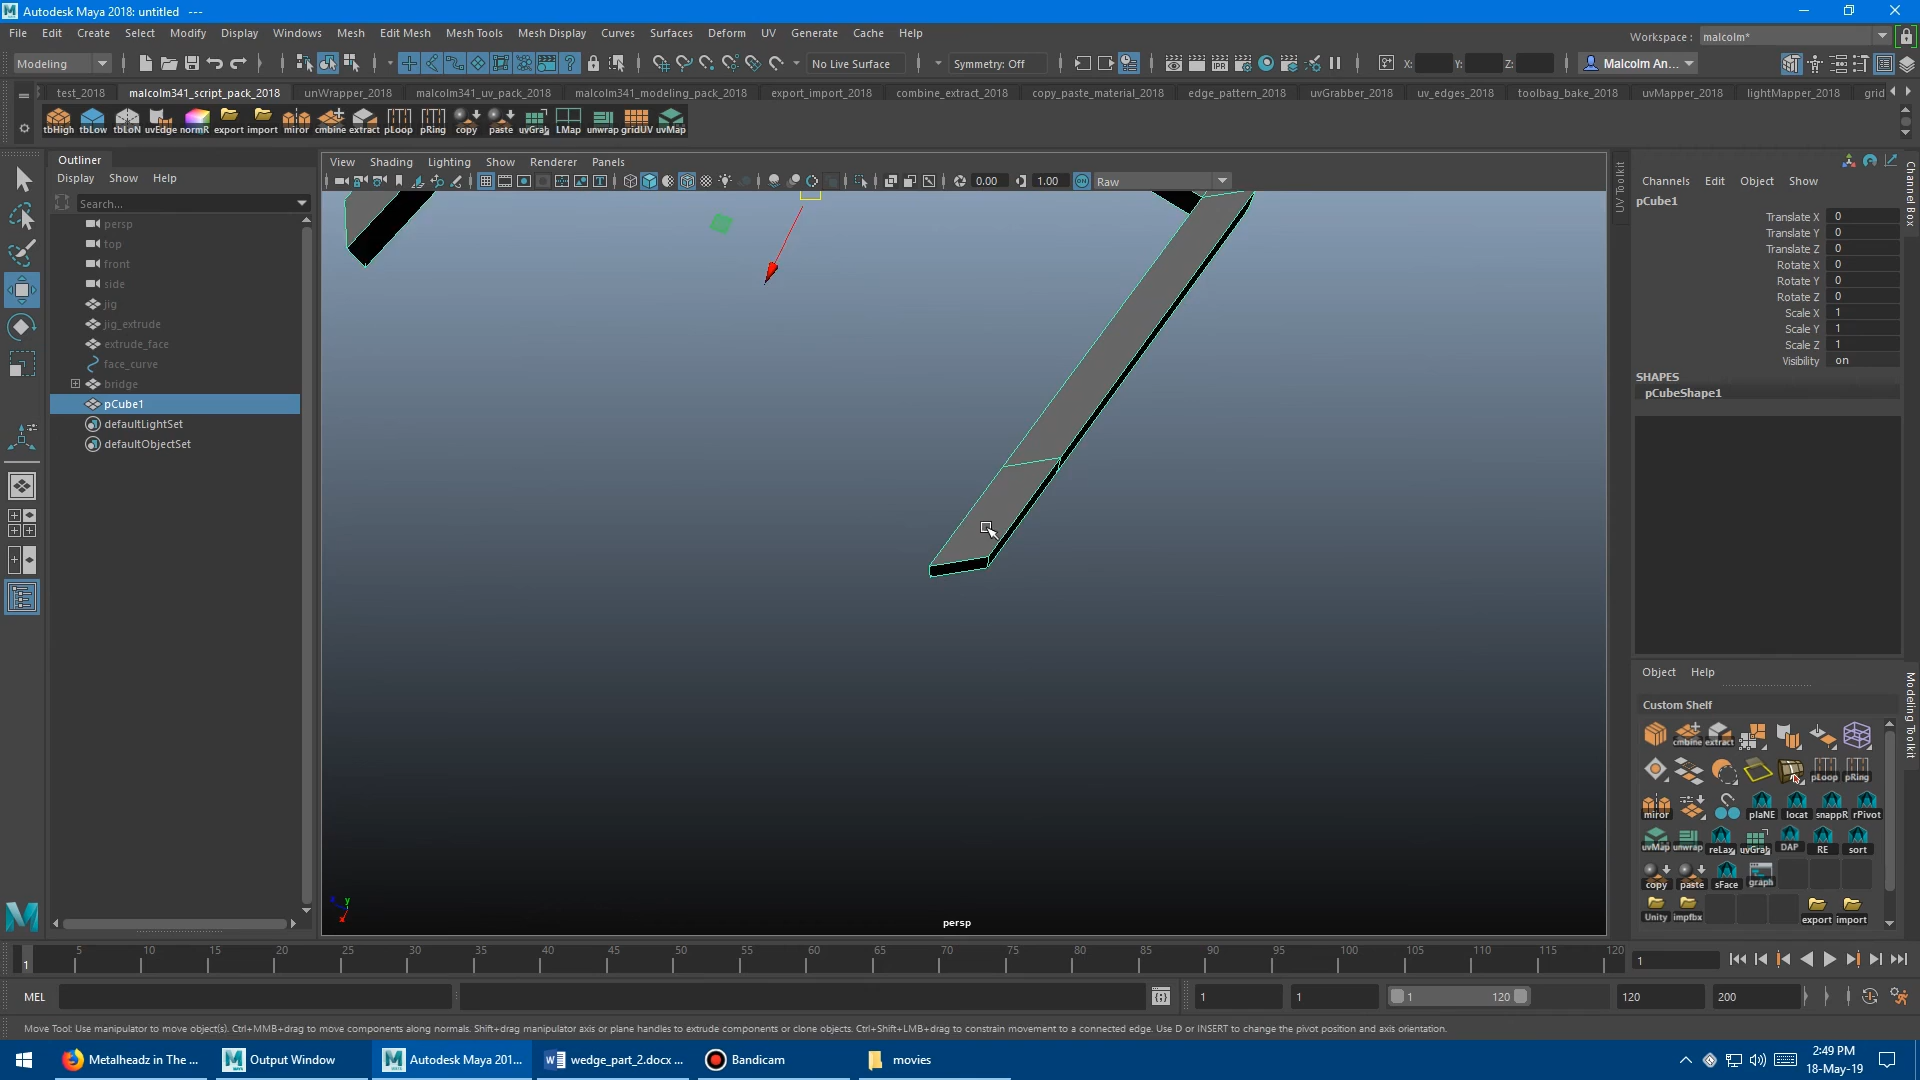 Autodesk Maya 2018: untitled   ---
File Edit Create Select Modify Display Windows Mesh Edit Mesh Mesh Tools Mesh Display Curves Surfaces Deform UV Generate Cache Help
Workspace : malcolm*
Modeling No Live Surface Symmetry: Off X: Y: Z: Malcolm An...
test_2018 malcolm341_script_pack_2018 unWrapper_2018 malcolm341_uv_pack_2018 malcolm341_modeling_pack_2018 export_import_2018 combine_extract_2018 copy_paste_material_2018 edge_pattern_2018 uvGrabber_2018 uv_edges_2018 toolbag_bake_2018 uvMapper_2018 lightMapper_2018 grid
tbHigh tbLow tbLoN uvEdge normR export import miror cmbine extract pLoop pRing copy paste uvGrab LMap unwrap gridUV uvMap
Outliner
Display Show Help
Search...
persp
top
front
side
jig
jig_extrude
extrude_face
face_curve
bridge
pCube1
defaultLightSet
defaultObjectSet
View Shading Lighting Show Renderer Panels
0.00 1.00 ON Raw
persp
UV Toolkit
Channels Edit Object Show
pCube1
Translate X 0
Translate Y 0
Translate Z 0
Rotate X 0
Rotate Y 0
Rotate Z 0
Scale X 1
Scale Y 1
Scale Z 1
Visibility on
SHAPES
pCubeShape1
Channel Box
Modeling Toolkit
Object Help
Custom Shelf
cmbine extract
pLoop pRing
miror plaNE locat snappR rPivot
uvMap unwrap reLax uvGrab DAP RE sort
copy paste sFace graph
Unity impfbx export import
1 5 10 15 20 25 30 35 40 45 50 55 60 65 70 75 80 85 90 95 100 105 110 115 120 1
MEL 1 1 1 120 120 200
Move Tool: Use manipulator to move object(s). Ctrl+MMB+drag to move components along normals. Shift+drag manipulator axis or plane handles to extrude components or clone objects. Ctrl+Shift+LMB+drag to constrain movement to a connected edge. Use D or INSERT to change the pivot position and axis orientation.
Metalheadz in The ... Output Window Autodesk Maya 201... wedge_part_2.docx ... Bandicam movies
2:49 PM
18-May-19